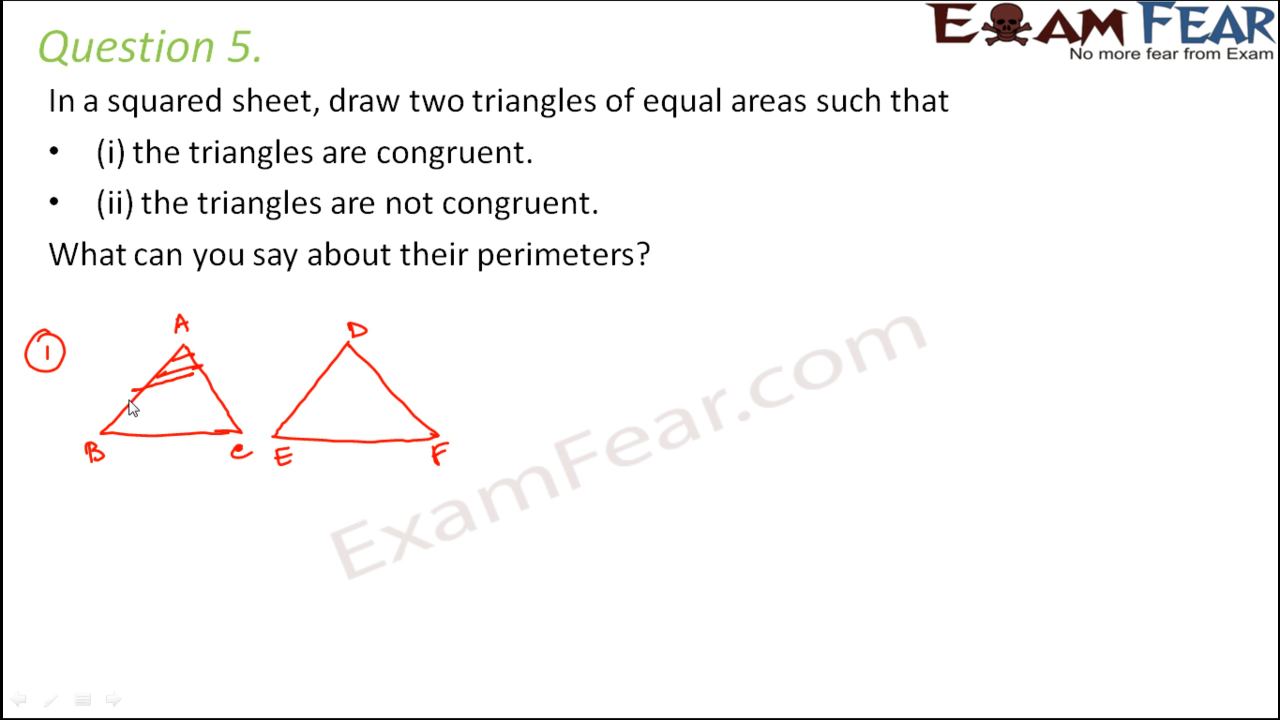 EXAM FEAR
No more fear from Exam
Question 5.
In a squared sheet, draw two triangles of equal areas such that
• (i) the triangles are congruent.
• (ii) the triangles are not congruent.
What can you say about their perimeters?
1
A D
B C E F
ExamFear.com